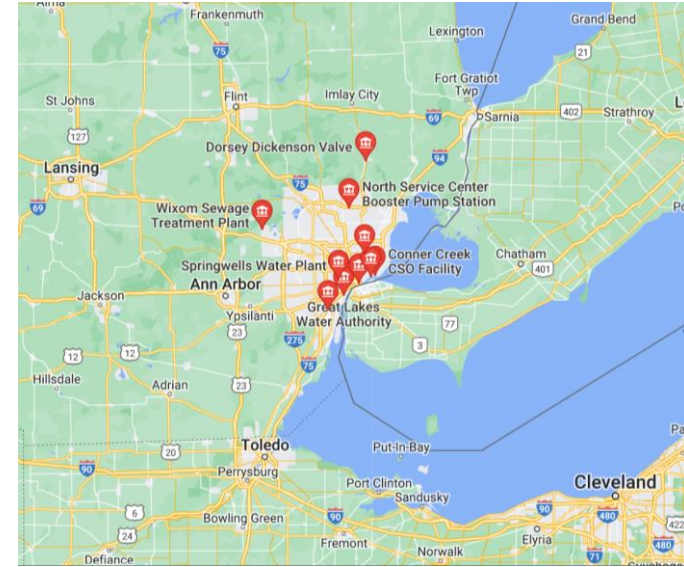 Alma
Frankenmuth
Grand Bend
Lexington
75
21
Fort Gratiot
Twp
Flint
Imlay City
St Johns
69
Sarnia
402
Strathroy
127
Dorsey Dickenson Valve
94
Lansing
75
North Service Center
Booster Pump Station
69
Wixom Sewage
Treatment Plant
Conner Creek
CSO Facility
Chatham
401
Springwells Water Plant
Ann Arbor
Jackson
Ypsilanti
Great Lakes
Water Authority
77
23
275
3
12
12
75
Hillsdale
Adrian
23
Toledo
Put-In-Bay
20
90
Perrysburg
Port Clinton
Sandusky
Cleveland
90
6
Bowling Green
90
480
24
Elyria
422
Fremont
480
Defiance
Norwalk
71